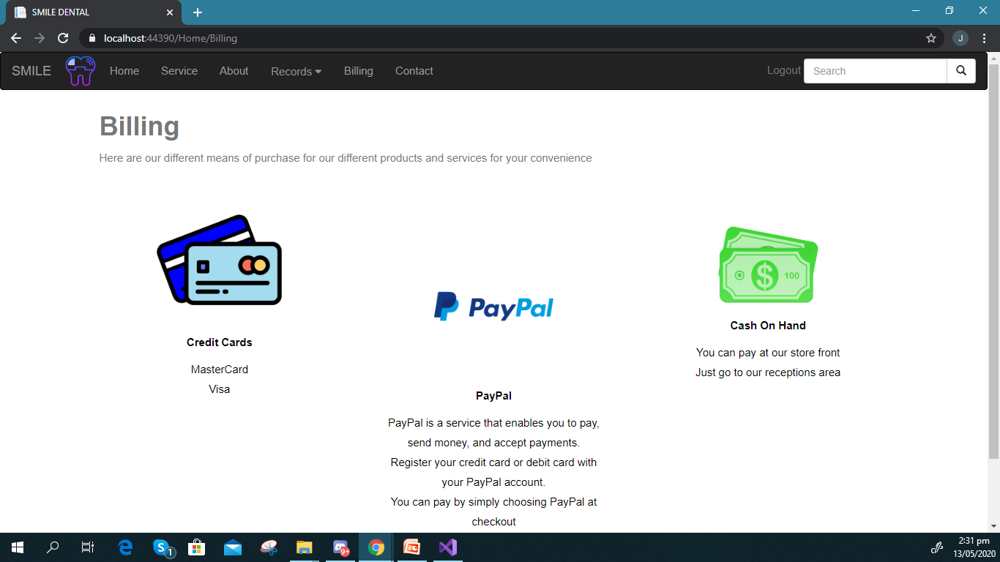 SMILE DENTAL
localhost:44390/Home/Billing
J
SMILE
Home
Service
About
Records
Billing
Contact
Logout
Search
Billing
Here are our different means of purchase for our different products and services for your convenience
Credit Cards
MasterCard
Visa
PayPal
PayPal
PayPal is a service that enables you to pay,
send money, and accept payments.
Register your credit card or debit card with
your PayPal account.
You can pay by simply choosing PayPal at
checkout
$ 100
Cash On Hand
You can pay at our store front
Just go to our receptions area
1
9+
2:31 pm
13/05/2020